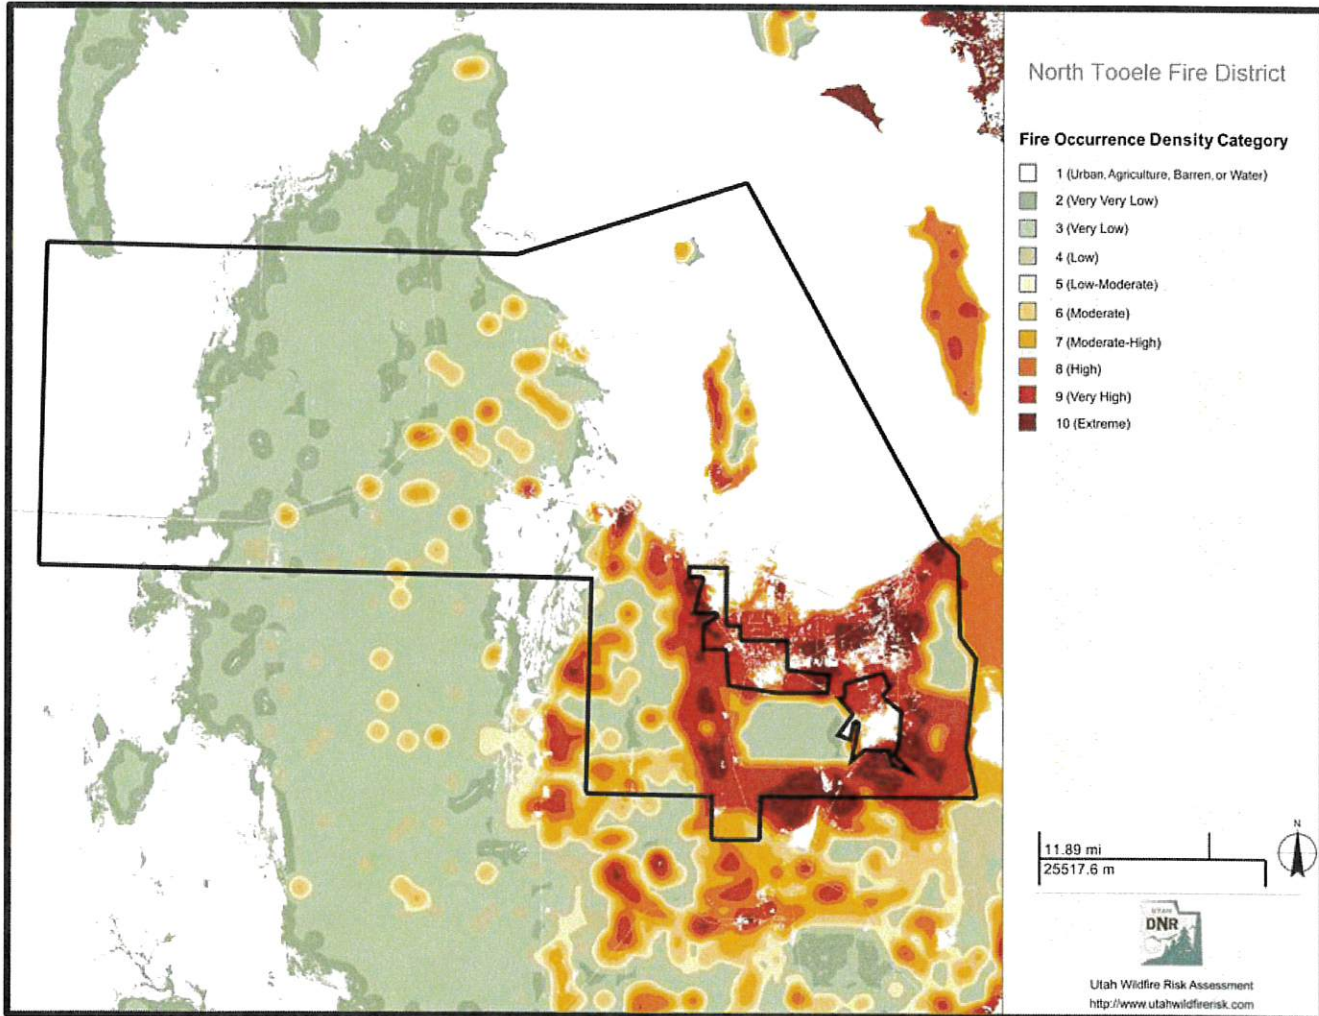 North Tooele Fire District
Fire Occurrence Density Category
1 (Urban, Agriculture, Barren, or Water)
2 (Very Very Low)
3 (Very Low)
4 (Low)
5 (Low-Moderate)
6 (Moderate)
7 (Moderate-High)
8 (High)
9 (Very High)
10 (Extreme)
N
11.89 mi
25517.6 m
UTAH
DNR
Utah Wildfire Risk Assessment
http://www.utahwildfirerisk.com